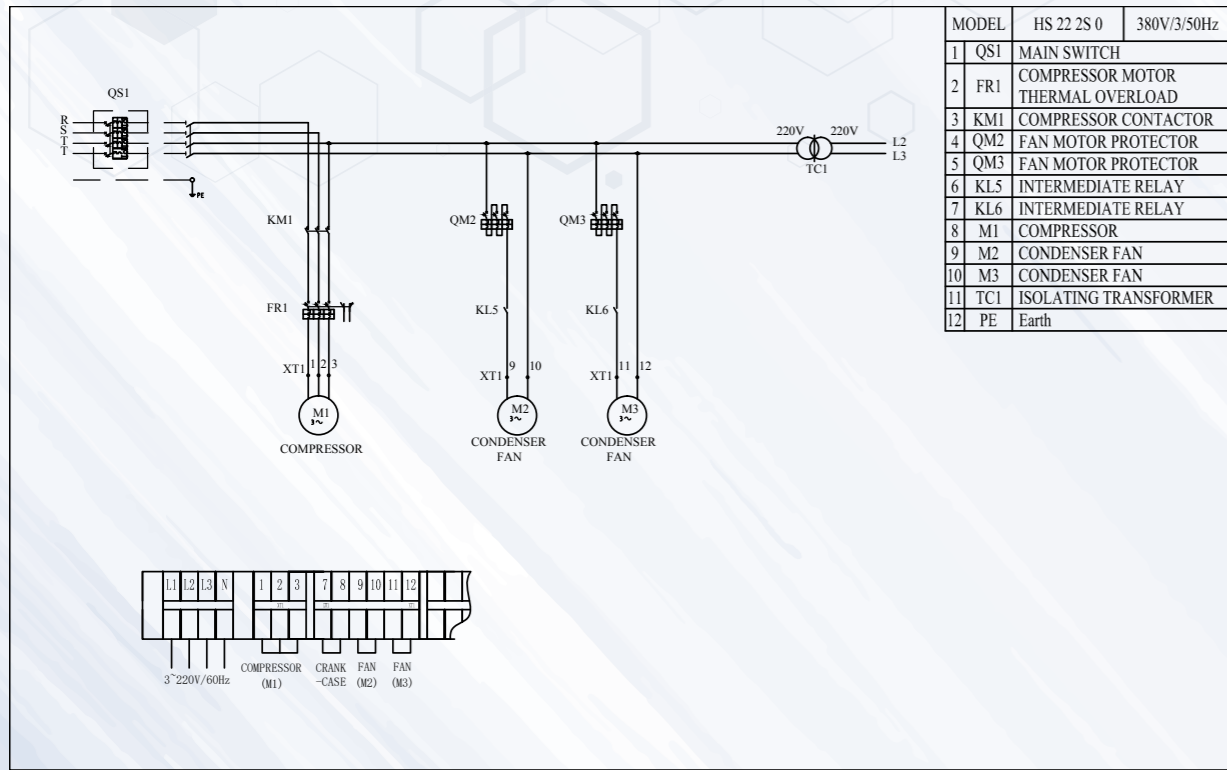 MODEL HS 22 2S 0 380V/3/50Hz
1 QS1 MAIN SWITCH
2 FR1 COMPRESSOR MOTOR
THERMAL OVERLOAD
3 KM1 COMPRESSOR CONTACTOR
4 QM2 FAN MOTOR PROTECTOR
5 QM3 FAN MOTOR PROTECTOR
6 KL5 INTERMEDIATE RELAY
7 KL6 INTERMEDIATE RELAY
8 M1 COMPRESSOR
9 M2 CONDENSER FAN
10 M3 CONDENSER FAN
11 TC1 ISOLATING TRANSFORMER
12 PE Earth
QS1
R
S
T
T
PE
220V 220V
L2
L3
TC1
KM1
QM2
QM3
FR1
KL5
KL6
XT1 1 2 3
XT1 9 10
XT1 11 12
M1
3~
M2
3~
M3
3~
COMPRESSOR
CONDENSER
FAN
CONDENSER
FAN
L1 L2 L3 N 1 2 3 7 8 9 10 11 12
3~220V/60Hz
COMPRESSOR
(M1)
CRANK
-CASE
FAN
(M2)
FAN
(M3)